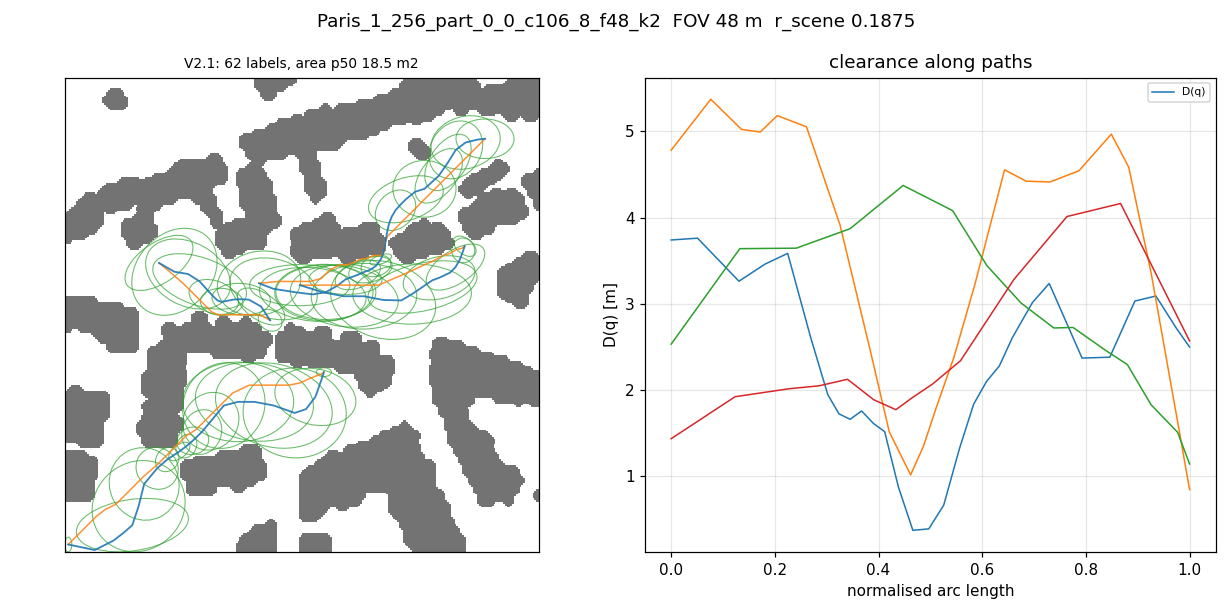 Paris_1_256_part_0_0_c106_8_f48_k2  FOV 48 m  r_scene 0.1875
V2.1: 62 labels, area p50 18.5 m2
clearance along paths
D(q)
5
4
3
2
1
D(q) [m]
0.0 0.2 0.4 0.6 0.8 1.0
normalised arc length